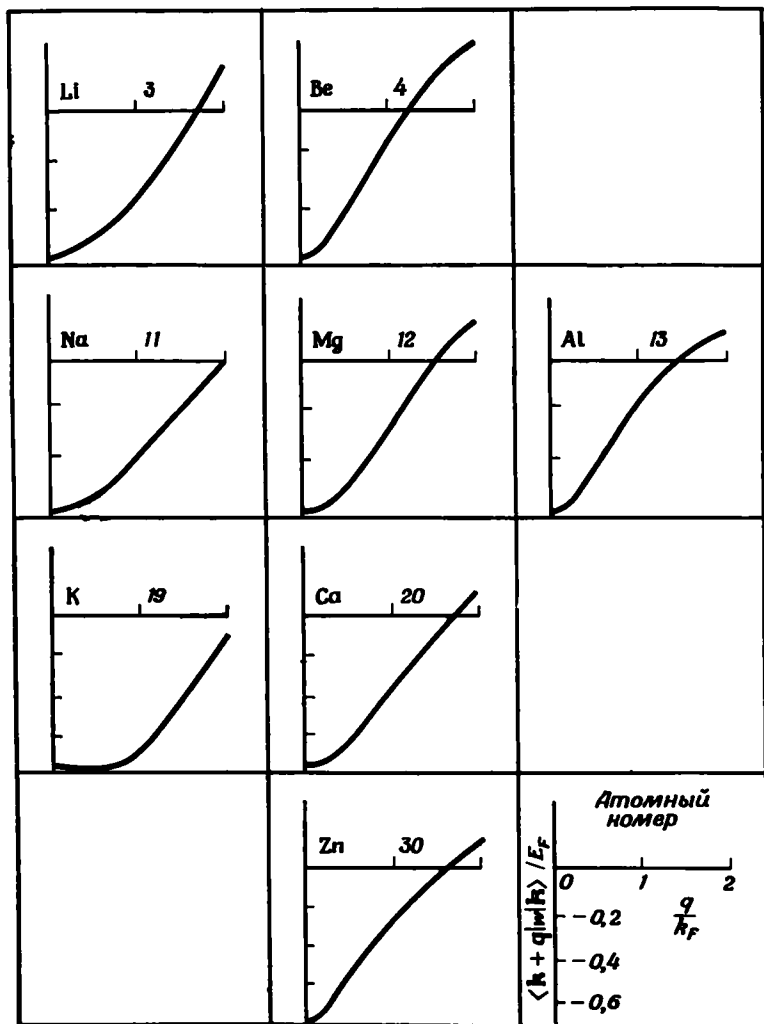 Li 3
Be 4
Na 11
Mg 12
Al 13
K 19
Ca 20
Zn 30
Атомный
номер
⟨k + q|w|k⟩ /E_F
0 1 2
q
k_F
-0,2
-0,4
-0,6